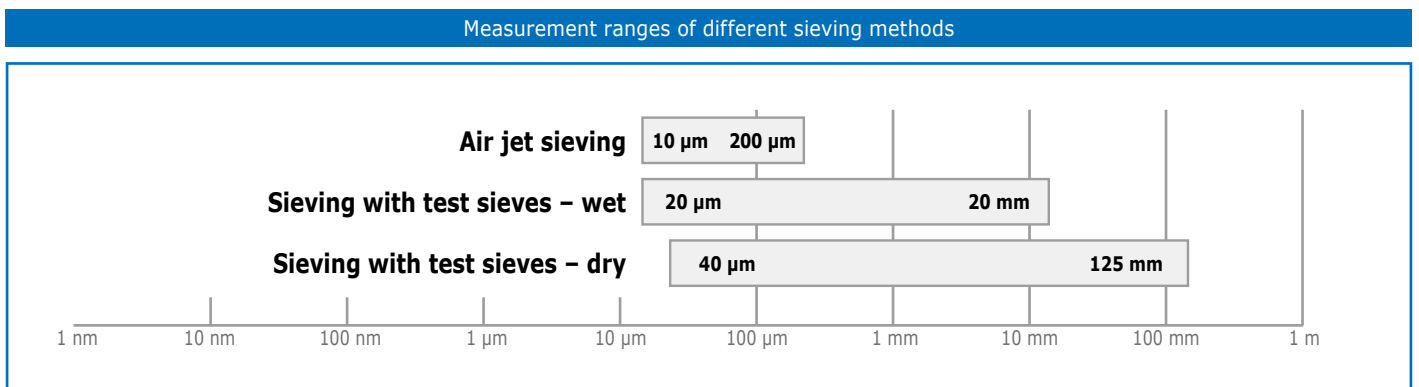 Measurement ranges of different sieving methods
Air jet sieving 10 µm 200 µm
Sieving with test sieves – wet 20 µm 20 mm
Sieving with test sieves – dry 40 µm 125 mm
1 nm 10 nm 100 nm 1 µm 10 µm 100 µm 1 mm 10 mm 100 mm 1 m